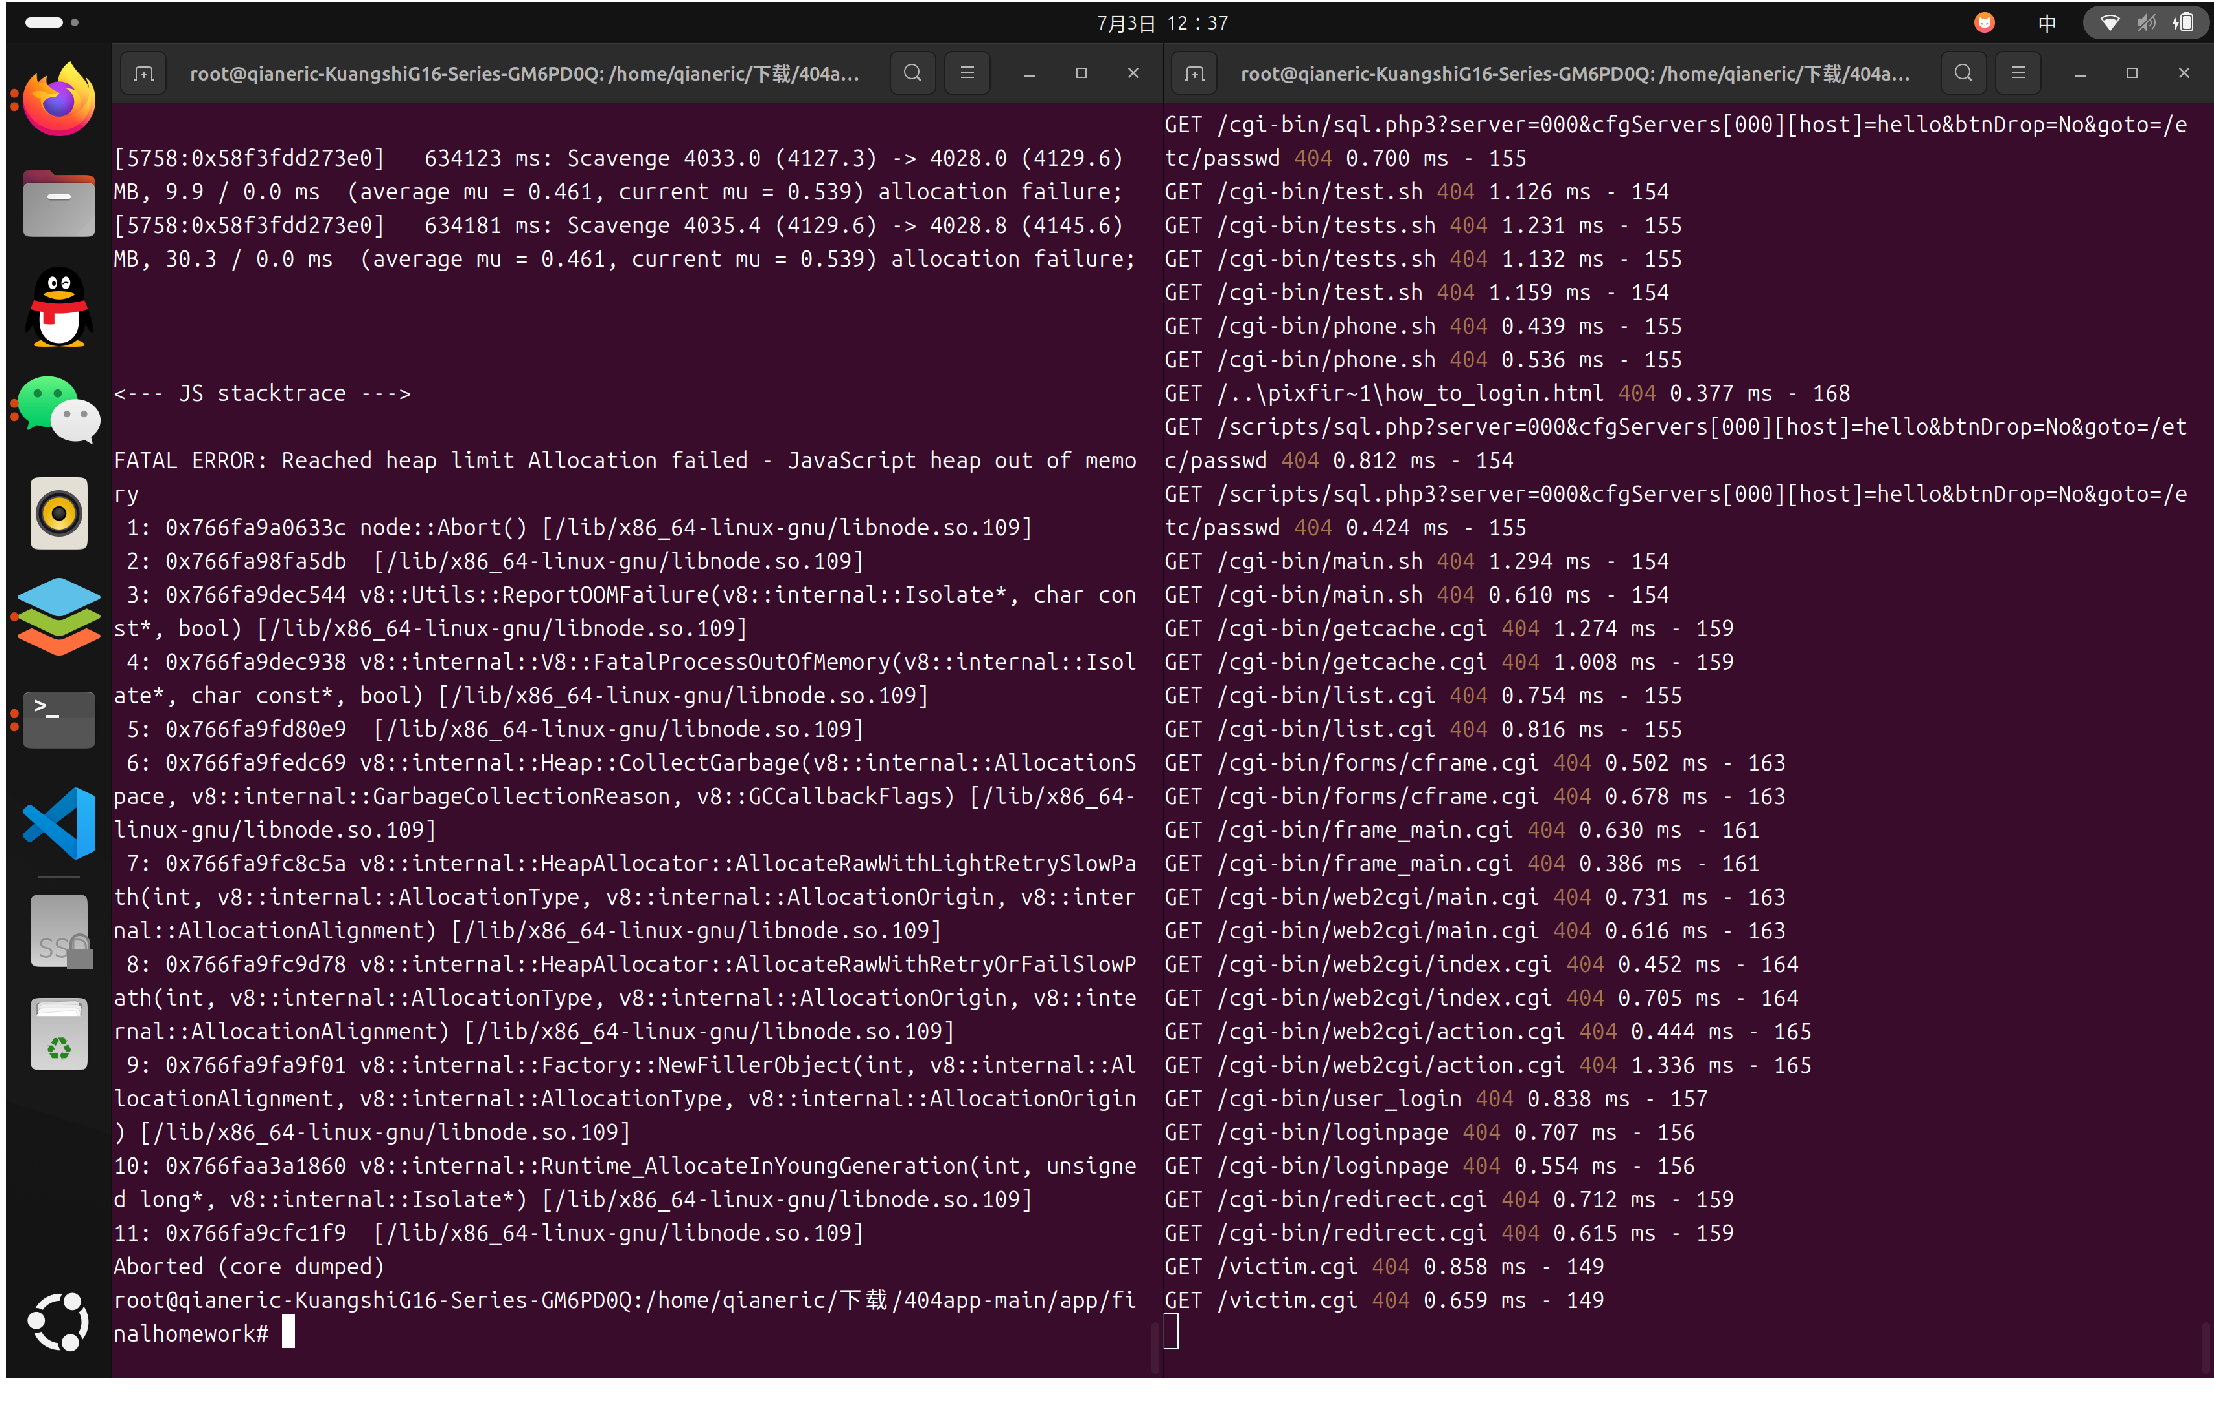 7月3日 12：37
中
root@qianeric-KuangshiG16-Series-GM6PD0Q: /home/qianeric/下载/404a...
[5758:0x58f3fdd273e0]   634123 ms: Scavenge 4033.0 (4127.3) -> 4028.0 (4129.6)
MB, 9.9 / 0.0 ms  (average mu = 0.461, current mu = 0.539) allocation failure;
[5758:0x58f3fdd273e0]   634181 ms: Scavenge 4035.4 (4129.6) -> 4028.8 (4145.6)
MB, 30.3 / 0.0 ms  (average mu = 0.461, current mu = 0.539) allocation failure;
<--- JS stacktrace --->
FATAL ERROR: Reached heap limit Allocation failed - JavaScript heap out of memo
ry
1: 0x766fa9a0633c node::Abort() [/lib/x86_64-linux-gnu/libnode.so.109]
2: 0x766fa98fa5db  [/lib/x86_64-linux-gnu/libnode.so.109]
3: 0x766fa9dec544 v8::Utils::ReportOOMFailure(v8::internal::Isolate*, char con
st*, bool) [/lib/x86_64-linux-gnu/libnode.so.109]
4: 0x766fa9dec938 v8::internal::V8::FatalProcessOutOfMemory(v8::internal::Isol
ate*, char const*, bool) [/lib/x86_64-linux-gnu/libnode.so.109]
5: 0x766fa9fd80e9  [/lib/x86_64-linux-gnu/libnode.so.109]
6: 0x766fa9fedc69 v8::internal::Heap::CollectGarbage(v8::internal::AllocationS
pace, v8::internal::GarbageCollectionReason, v8::GCCallbackFlags) [/lib/x86_64-
linux-gnu/libnode.so.109]
7: 0x766fa9fc8c5a v8::internal::HeapAllocator::AllocateRawWithLightRetrySlowPa
th(int, v8::internal::AllocationType, v8::internal::AllocationOrigin, v8::inter
nal::AllocationAlignment) [/lib/x86_64-linux-gnu/libnode.so.109]
8: 0x766fa9fc9d78 v8::internal::HeapAllocator::AllocateRawWithRetryOrFailSlowP
ath(int, v8::internal::AllocationType, v8::internal::AllocationOrigin, v8::inte
rnal::AllocationAlignment) [/lib/x86_64-linux-gnu/libnode.so.109]
9: 0x766fa9fa9f01 v8::internal::Factory::NewFillerObject(int, v8::internal::Al
locationAlignment, v8::internal::AllocationType, v8::internal::AllocationOrigin
) [/lib/x86_64-linux-gnu/libnode.so.109]
10: 0x766faa3a1860 v8::internal::Runtime_AllocateInYoungGeneration(int, unsigne
d long*, v8::internal::Isolate*) [/lib/x86_64-linux-gnu/libnode.so.109]
11: 0x766fa9cfc1f9  [/lib/x86_64-linux-gnu/libnode.so.109]
Aborted (core dumped)
root@qianeric-KuangshiG16-Series-GM6PD0Q:/home/qianeric/下载/404app-main/app/fi
nalhomework#
root@qianeric-KuangshiG16-Series-GM6PD0Q: /home/qianeric/下载/404a...
GET /cgi-bin/sql.php3?server=000&cfgServers[000][host]=hello&btnDrop=No&goto=/e
tc/passwd 404 0.700 ms - 155
GET /cgi-bin/test.sh 404 1.126 ms - 154
GET /cgi-bin/tests.sh 404 1.231 ms - 155
GET /cgi-bin/tests.sh 404 1.132 ms - 155
GET /cgi-bin/test.sh 404 1.159 ms - 154
GET /cgi-bin/phone.sh 404 0.439 ms - 155
GET /cgi-bin/phone.sh 404 0.536 ms - 155
GET /..\pixfir~1\how_to_login.html 404 0.377 ms - 168
GET /scripts/sql.php?server=000&cfgServers[000][host]=hello&btnDrop=No&goto=/et
c/passwd 404 0.812 ms - 154
GET /scripts/sql.php3?server=000&cfgServers[000][host]=hello&btnDrop=No&goto=/e
tc/passwd 404 0.424 ms - 155
GET /cgi-bin/main.sh 404 1.294 ms - 154
GET /cgi-bin/main.sh 404 0.610 ms - 154
GET /cgi-bin/getcache.cgi 404 1.274 ms - 159
GET /cgi-bin/getcache.cgi 404 1.008 ms - 159
GET /cgi-bin/list.cgi 404 0.754 ms - 155
GET /cgi-bin/list.cgi 404 0.816 ms - 155
GET /cgi-bin/forms/cframe.cgi 404 0.502 ms - 163
GET /cgi-bin/forms/cframe.cgi 404 0.678 ms - 163
GET /cgi-bin/frame_main.cgi 404 0.630 ms - 161
GET /cgi-bin/frame_main.cgi 404 0.386 ms - 161
GET /cgi-bin/web2cgi/main.cgi 404 0.731 ms - 163
GET /cgi-bin/web2cgi/main.cgi 404 0.616 ms - 163
GET /cgi-bin/web2cgi/index.cgi 404 0.452 ms - 164
GET /cgi-bin/web2cgi/index.cgi 404 0.705 ms - 164
GET /cgi-bin/web2cgi/action.cgi 404 0.444 ms - 165
GET /cgi-bin/web2cgi/action.cgi 404 1.336 ms - 165
GET /cgi-bin/user_login 404 0.838 ms - 157
GET /cgi-bin/loginpage 404 0.707 ms - 156
GET /cgi-bin/loginpage 404 0.554 ms - 156
GET /cgi-bin/redirect.cgi 404 0.712 ms - 159
GET /cgi-bin/redirect.cgi 404 0.615 ms - 159
GET /victim.cgi 404 0.858 ms - 149
GET /victim.cgi 404 0.659 ms - 149